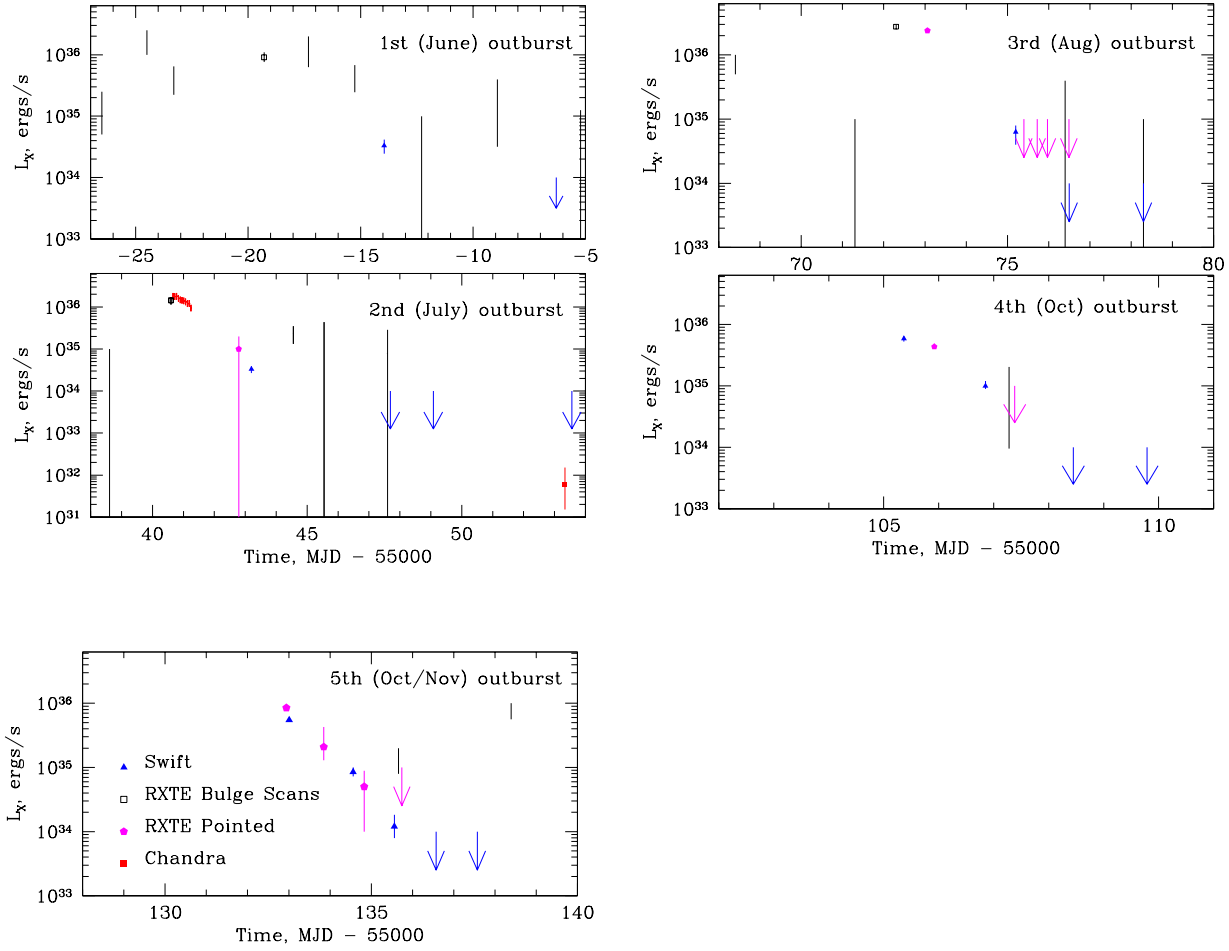 1st (June) outburst
L_X, ergs/s
10^36
10^35
10^34
10^33
−25 −20 −15 −10 −5
3rd (Aug) outburst
L_X, ergs/s
10^36
10^35
10^34
10^33
70 75 80
2nd (July) outburst
L_X, ergs/s
10^36
10^35
10^34
10^33
10^32
10^31
40 45 50
Time, MJD − 55000
4th (Oct) outburst
L_X, ergs/s
10^36
10^35
10^34
10^33
105 110
Time, MJD − 55000
5th (Oct/Nov) outburst
L_X, ergs/s
10^36
10^35
10^34
10^33
Swift
RXTE Bulge Scans
RXTE Pointed
Chandra
130 135 140
Time, MJD − 55000